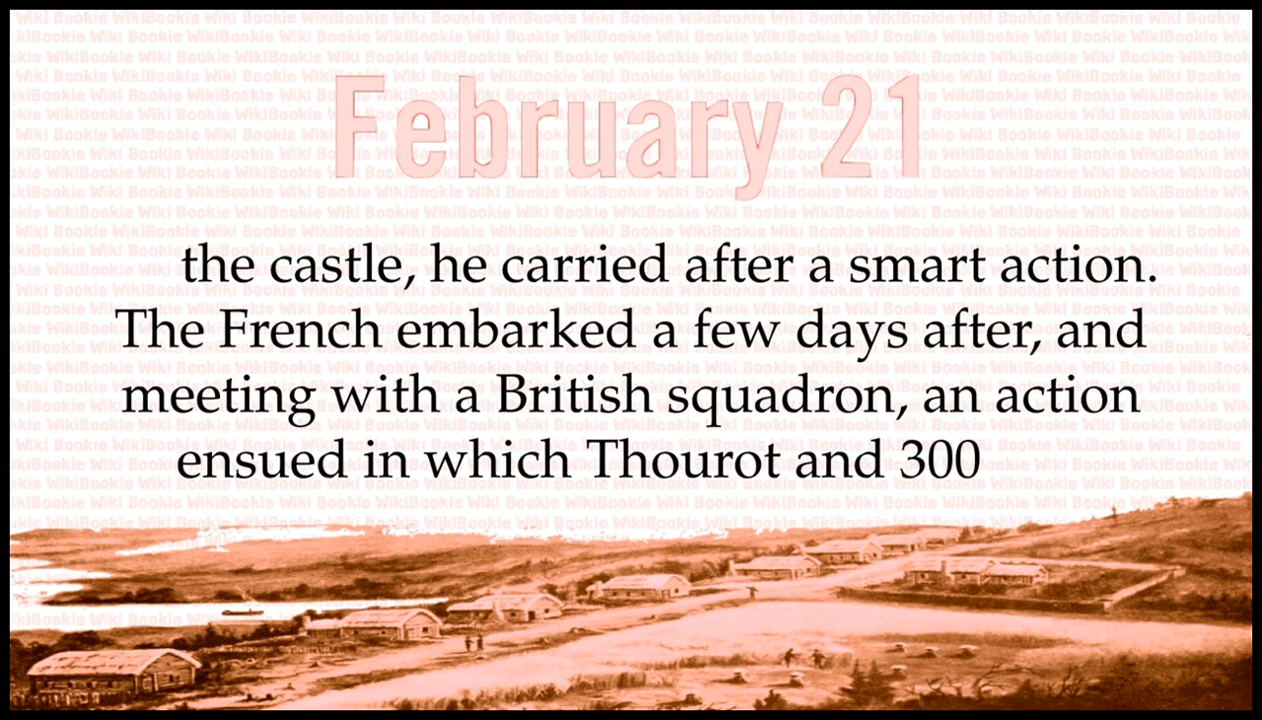 February 21
the castle, he carried after a smart action.
The French embarked a few days after, and
meeting with a British squadron, an action
ensued in which Thourot and 300